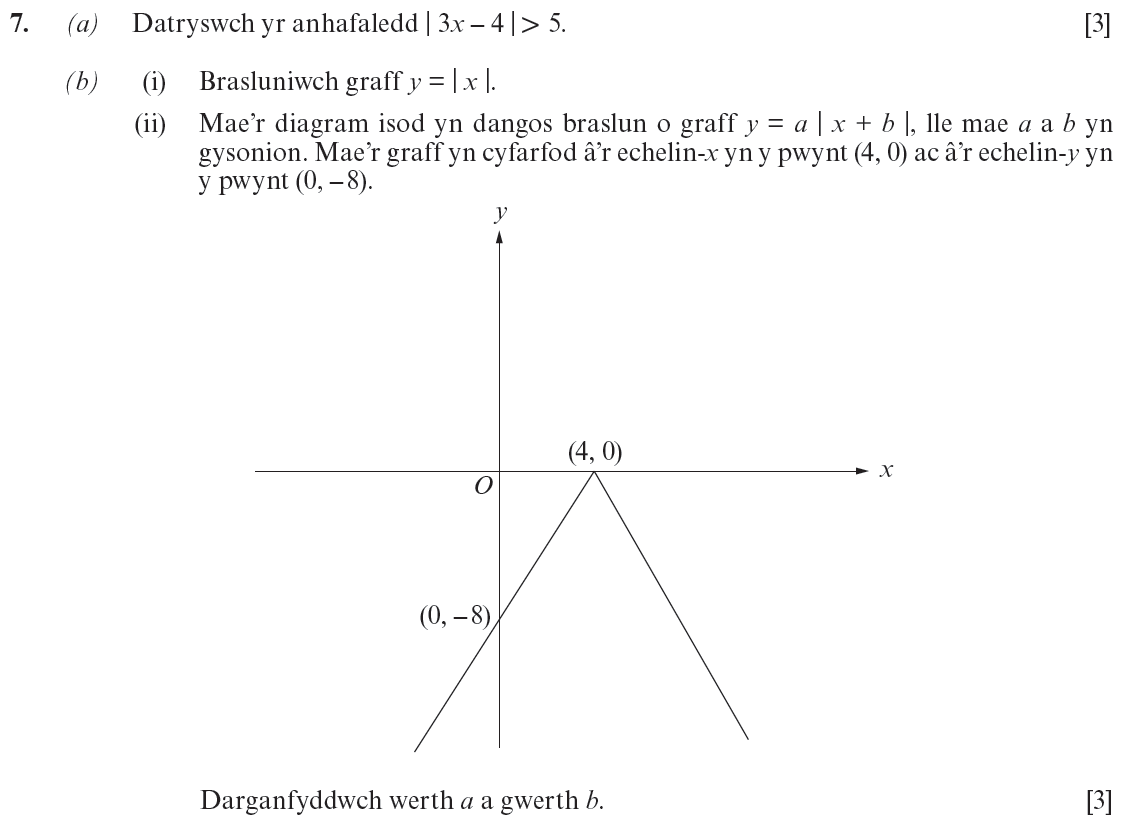 7. (a) Datryswch yr anhafaledd | 3x – 4 | > 5. [3]
(b) (i) Brasluniwch graff y = | x |.
(ii) Mae’r diagram isod yn dangos braslun o graff y = a | x + b |, lle mae a a b yn
gysonion. Mae’r graff yn cyfarfod â’r echelin-x yn y pwynt (4, 0) ac â’r echelin-y yn
y pwynt (0, –8).
y
(4, 0)
x
O
(0, –8)
Darganfyddwch werth a a gwerth b. [3]